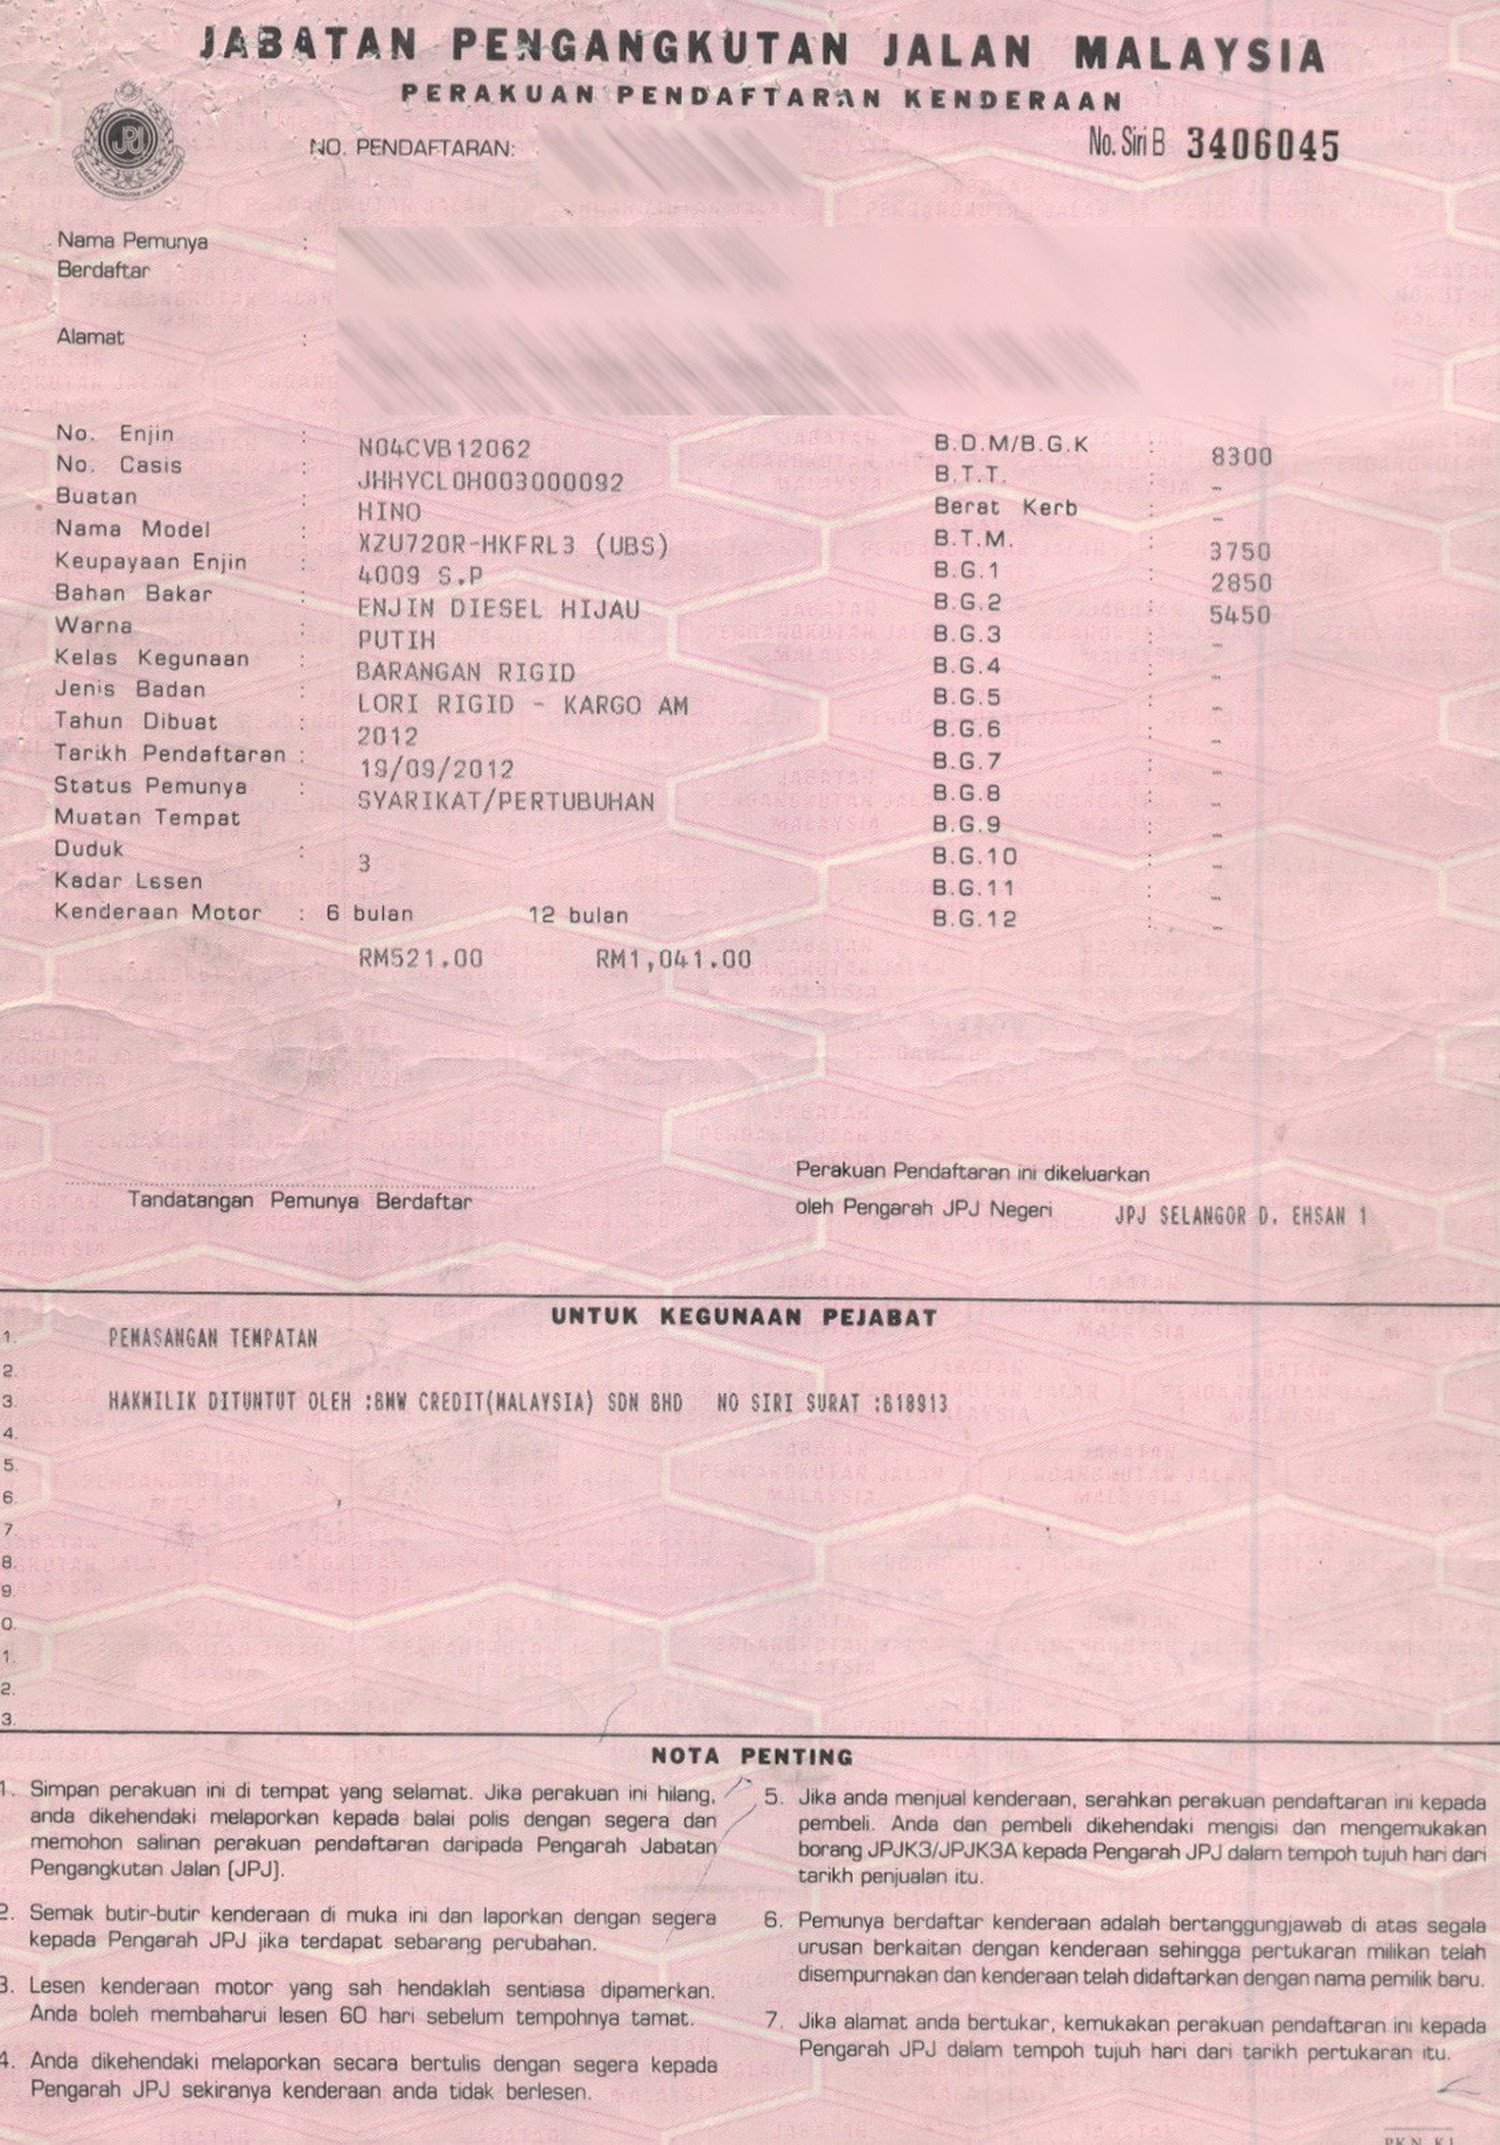 JABATAN PENGANGKUTAN JALAN MALAYSIA
PERAKUAN PENDAFTARAN KENDERAAN
NO. PENDAFTARAN:
No. Siri B 3406045
Nama Pemunya :
Berdaftar
Alamat :
No. Enjin : N04CVB12062
No. Casis : JHHYCL0H003000092
Buatan : HINO
Nama Model : XZU720R-HKFRL3 (UBS)
Keupayaan Enjin : 4009 S.P
Bahan Bakar : ENJIN DIESEL HIJAU
Warna : PUTIH
Kelas Kegunaan : BARANGAN RIGID
Jenis Badan : LORI RIGID - KARGO AM
Tahun Dibuat : 2012
Tarikh Pendaftaran : 19/09/2012
Status Pemunya : SYARIKAT/PERTUBUHAN
Muatan Tempat
Duduk : 3
Kadar Lesen
Kenderaan Motor : 6 bulan 12 bulan
RM521.00 RM1,041.00
B.D.M/B.G.K : 8300
B.T.T. : -
Berat Kerb : -
B.T.M. : 3750
B.G.1 : 2850
B.G.2 : 5450
B.G.3 : -
B.G.4 : -
B.G.5 : -
B.G.6 : -
B.G.7 : -
B.G.8 : -
B.G.9 : -
B.G.10 : -
B.G.11 : -
B.G.12 : -
Tandatangan Pemunya Berdaftar
Perakuan Pendaftaran ini dikeluarkan
oleh Pengarah JPJ Negeri JPJ SELANGOR D. EHSAN 1
UNTUK KEGUNAAN PEJABAT
1. PEMASANGAN TEMPATAN
2.
3. HAKMILIK DITUNTUT OLEH :BMW CREDIT(MALAYSIA) SDN BHD NO SIRI SURAT :B18913
4.
5.
6.
7.
8.
9.
0.
1.
2.
3.
NOTA PENTING
1. Simpan perakuan ini di tempat yang selamat. Jika perakuan ini hilang,
anda dikehendaki melaporkan kepada balai polis dengan segera dan
memohon salinan perakuan pendaftaran daripada Pengarah Jabatan
Pengangkutan Jalan (JPJ).
2. Semak butir-butir kenderaan di muka ini dan laporkan dengan segera
kepada Pengarah JPJ jika terdapat sebarang perubahan.
3. Lesen kenderaan motor yang sah hendaklah sentiasa dipamerkan.
Anda boleh membaharui lesen 60 hari sebelum tempohnya tamat.
4. Anda dikehendaki melaporkan secara bertulis dengan segera kepada
Pengarah JPJ sekiranya kenderaan anda tidak berlesen.
5. Jika anda menjual kenderaan, serahkan perakuan pendaftaran ini kepada
pembeli. Anda dan pembeli dikehendaki mengisi dan mengemukakan
borang JPJK3/JPJK3A kepada Pengarah JPJ dalam tempoh tujuh hari dari
tarikh penjualan itu.
6. Pemunya berdaftar kenderaan adalah bertanggungjawab di atas segala
urusan berkaitan dengan kenderaan sehingga pertukaran milikan telah
disempurnakan dan kenderaan telah didaftarkan dengan nama pemilik baru.
7. Jika alamat anda bertukar, kemukakan perakuan pendaftaran ini kepada
Pengarah JPJ dalam tempoh tujuh hari dari tarikh pertukaran itu.